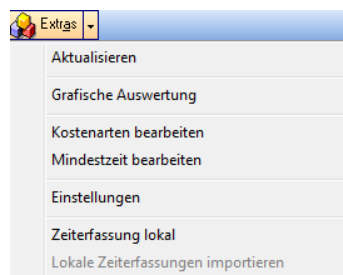 Extras
Aktualisieren
Grafische Auswertung
Kostenarten bearbeiten
Mindestzeit bearbeiten
Einstellungen
Zeiterfassung lokal
Lokale Zeiterfassungen importieren